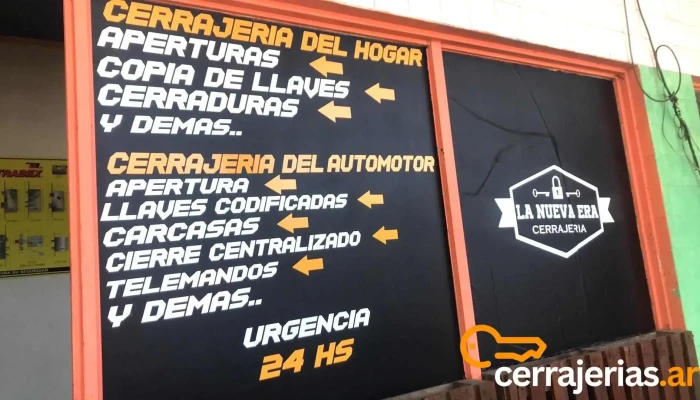 CERRAJERIA DEL HOGAR
APERTURAS
COPIA DE LLAVES
CERRADURAS
Y DEMAS..
CERRAJERIA DEL AUTOMOTOR
APERTURA
LLAVES CODIFICADAS
CARCASAS
CIERRE CENTRALIZADO
TELEMANDOS
Y DEMAS..
URGENCIA
24 HS
LA NUEVA ERA
CERRAJERIA
cerrajerias.ar